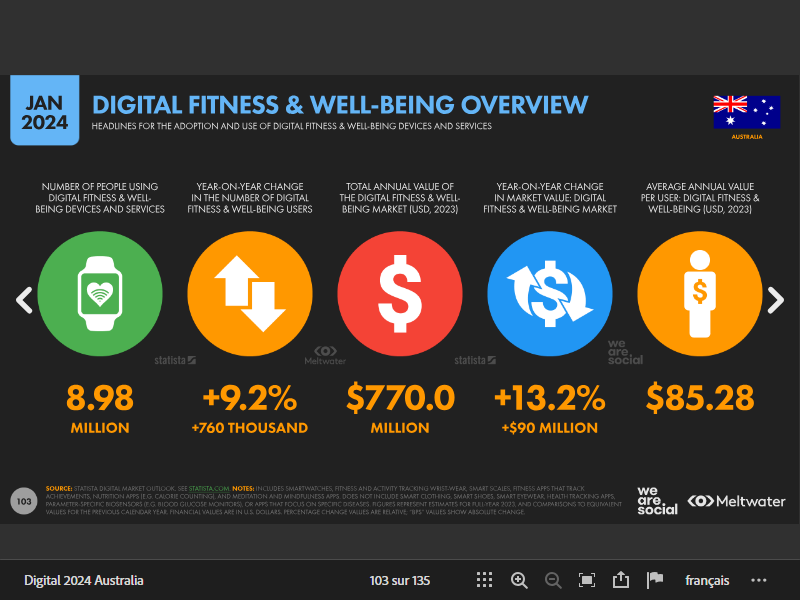 JAN
2024
DIGITAL FITNESS & WELL-BEING OVERVIEW
HEADLINES FOR THE ADOPTION AND USE OF DIGITAL FITNESS & WELL-BEING DEVICES AND SERVICES
AUSTRALIA
NUMBER OF PEOPLE USING
DIGITAL FITNESS & WELL-
BEING DEVICES AND SERVICES
YEAR-ON-YEAR CHANGE
IN THE NUMBER OF DIGITAL
FITNESS & WELL-BEING USERS
TOTAL ANNUAL VALUE OF
THE DIGITAL FITNESS & WELL-
BEING MARKET (USD, 2023)
YEAR-ON-YEAR CHANGE
IN MARKET VALUE: DIGITAL
FITNESS & WELL-BEING MARKET
AVERAGE ANNUAL VALUE
PER USER: DIGITAL FITNESS &
WELL-BEING (USD, 2023)
$
$
$
statista
Meltwater
statista
we
are.
social
8.98
MILLION
+9.2%
+760 THOUSAND
$770.0
MILLION
+13.2%
+$90 MILLION
$85.28
103
SOURCE: STATISTA DIGITAL MARKET OUTLOOK. SEE STATISTA.COM. NOTES: INCLUDES SMARTWATCHES, FITNESS AND ACTIVITY TRACKING WRIST-WEAR, SMART SCALES, FITNESS APPS THAT TRACK
ACHIEVEMENTS, NUTRITION APPS (E.G. CALORIE COUNTING), AND MEDITATION AND MINDFULNESS APPS. DOES NOT INCLUDE SMART CLOTHING, SMART SHOES, SMART EYEWEAR, HEALTH TRACKING APPS,
PARAMETER-SPECIFIC BIOSENSORS (E.G. BLOOD GLUCOSE MONITORS), OR APPS THAT FOCUS ON SPECIFIC DISEASES. FIGURES REPRESENT ESTIMATES FOR FULL-YEAR 2023, AND COMPARISONS TO EQUIVALENT
VALUES FOR THE PREVIOUS CALENDAR YEAR. FINANCIAL VALUES ARE IN U.S. DOLLARS. PERCENTAGE CHANGE VALUES ARE RELATIVE. "BPS" VALUES SHOW ABSOLUTE CHANGE.
we
are.
social
Meltwater
Digital 2024 Australia
103 sur 135
français